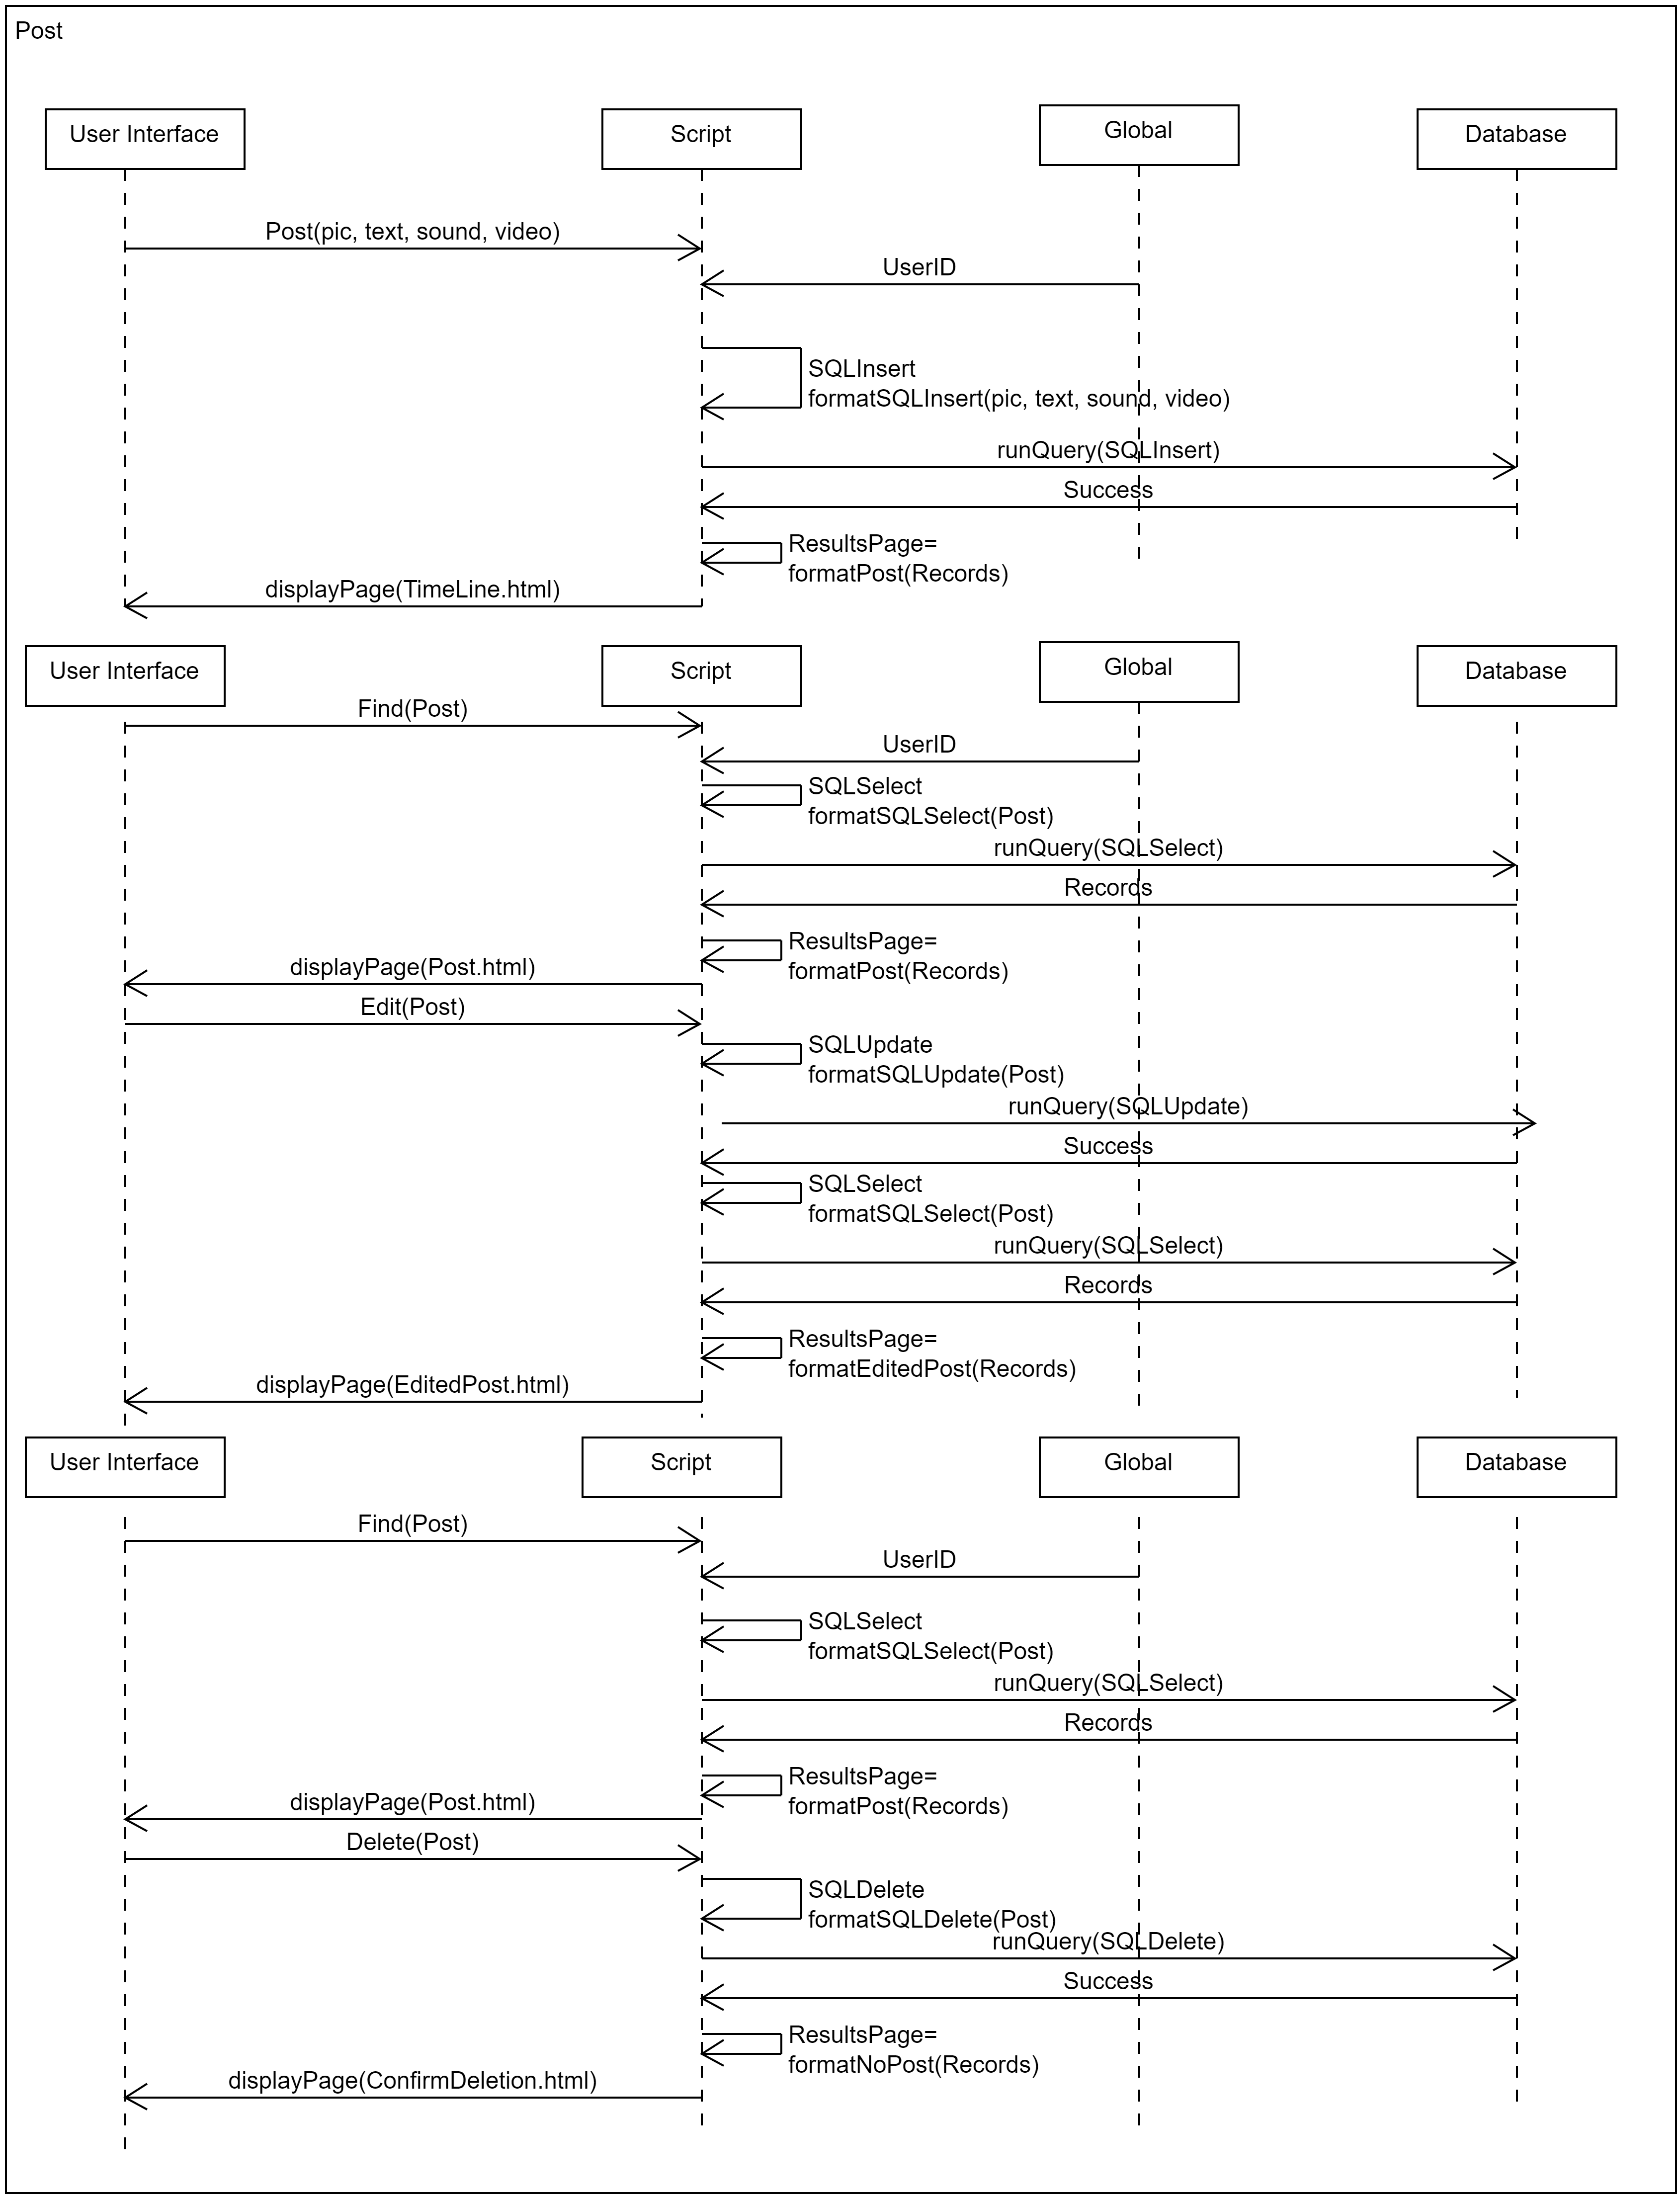 Post
User Interface
Script
Global
Database
Post(pic, text, sound, video)
UserID
SQLInsert
formatSQLInsert(pic, text, sound, video)
runQuery(SQLInsert)
Success
ResultsPage=
formatPost(Records)
displayPage(TimeLine.html)
User Interface
Script
Global
Database
Find(Post)
UserID
SQLSelect
formatSQLSelect(Post)
runQuery(SQLSelect)
Records
ResultsPage=
formatPost(Records)
displayPage(Post.html)
Edit(Post)
SQLUpdate
formatSQLUpdate(Post)
runQuery(SQLUpdate)
Success
SQLSelect
formatSQLSelect(Post)
runQuery(SQLSelect)
Records
ResultsPage=
formatEditedPost(Records)
displayPage(EditedPost.html)
User Interface
Script
Global
Database
Find(Post)
UserID
SQLSelect
formatSQLSelect(Post)
runQuery(SQLSelect)
Records
ResultsPage=
formatPost(Records)
displayPage(Post.html)
Delete(Post)
SQLDelete
formatSQLDelete(Post)
runQuery(SQLDelete)
Success
ResultsPage=
formatNoPost(Records)
displayPage(ConfirmDeletion.html)